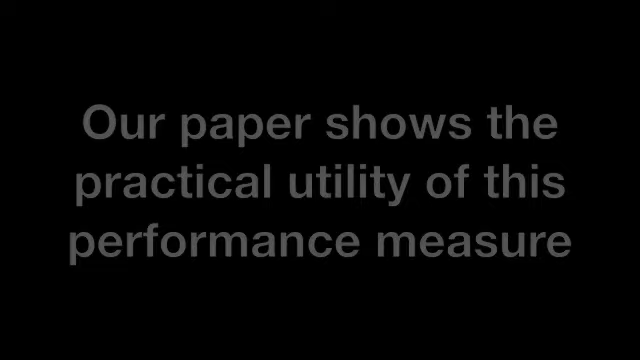 Our paper shows the
practical utility of this
performance measure